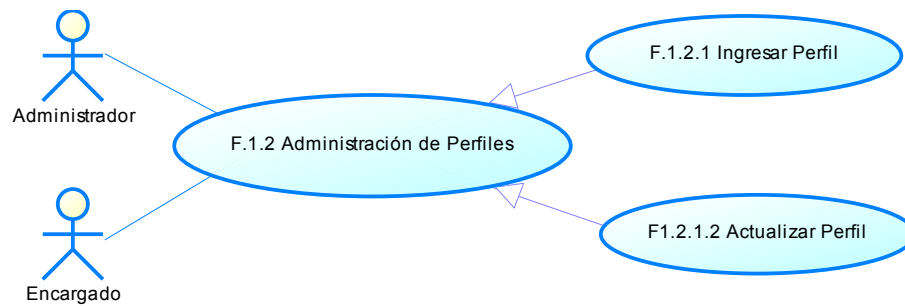 F.1.2.1 Ingresar Perfil
Administrador
F.1.2 Administración de Perfiles
F1.2.1.2 Actualizar Perfil
Encargado